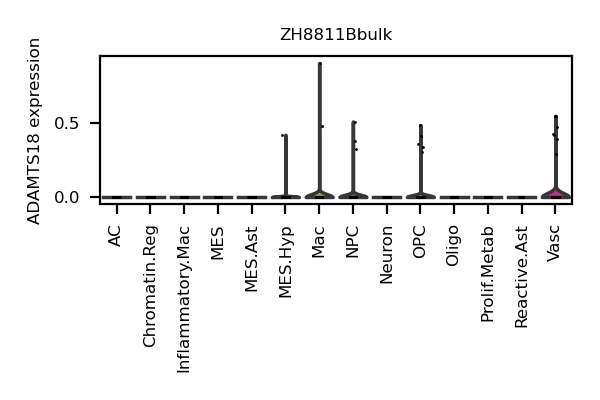 ZH8811Bbulk
ADAMTS18 expression
0.5
0.0
AC
Chromatin.Reg
Inflammatory.Mac
MES
MES.Ast
MES.Hyp
Mac
NPC
Neuron
OPC
Oligo
Prolif.Metab
Reactive.Ast
Vasc